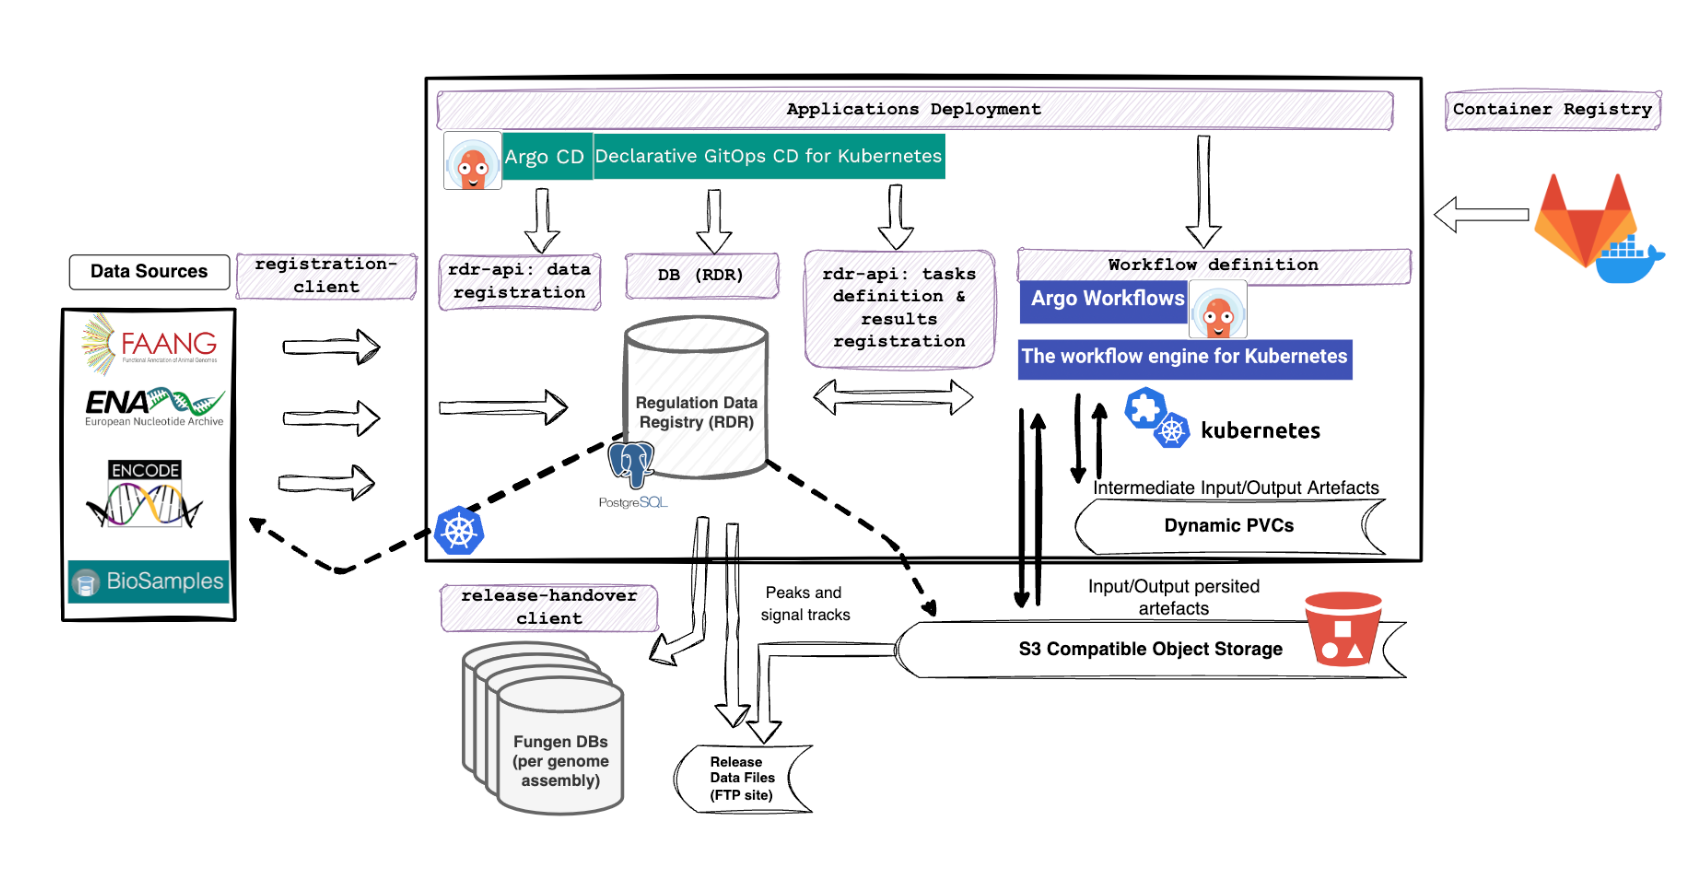 Applications Deployment
Container Registry
Argo CD
Declarative GitOps CD for Kubernetes
Data Sources
registration-
client
rdr-api: data
registration
DB (RDR)
rdr-api: tasks
definition &
results
registration
Workflow definition
Argo Workflows
The workflow engine for Kubernetes
FAANG
Functional Annotation of Animal Genomes
ENA
European Nucleotide Archive
ENCODE
BioSamples
Regulation Data
Registry (RDR)
PostgreSQL
kubernetes
Intermediate Input/Output Artefacts
Dynamic PVCs
release-handover
client
Peaks and
signal tracks
Input/Output persited
artefacts
S3 Compatible Object Storage
Fungen DBs
(per genome
assembly)
Release
Data Files
(FTP site)